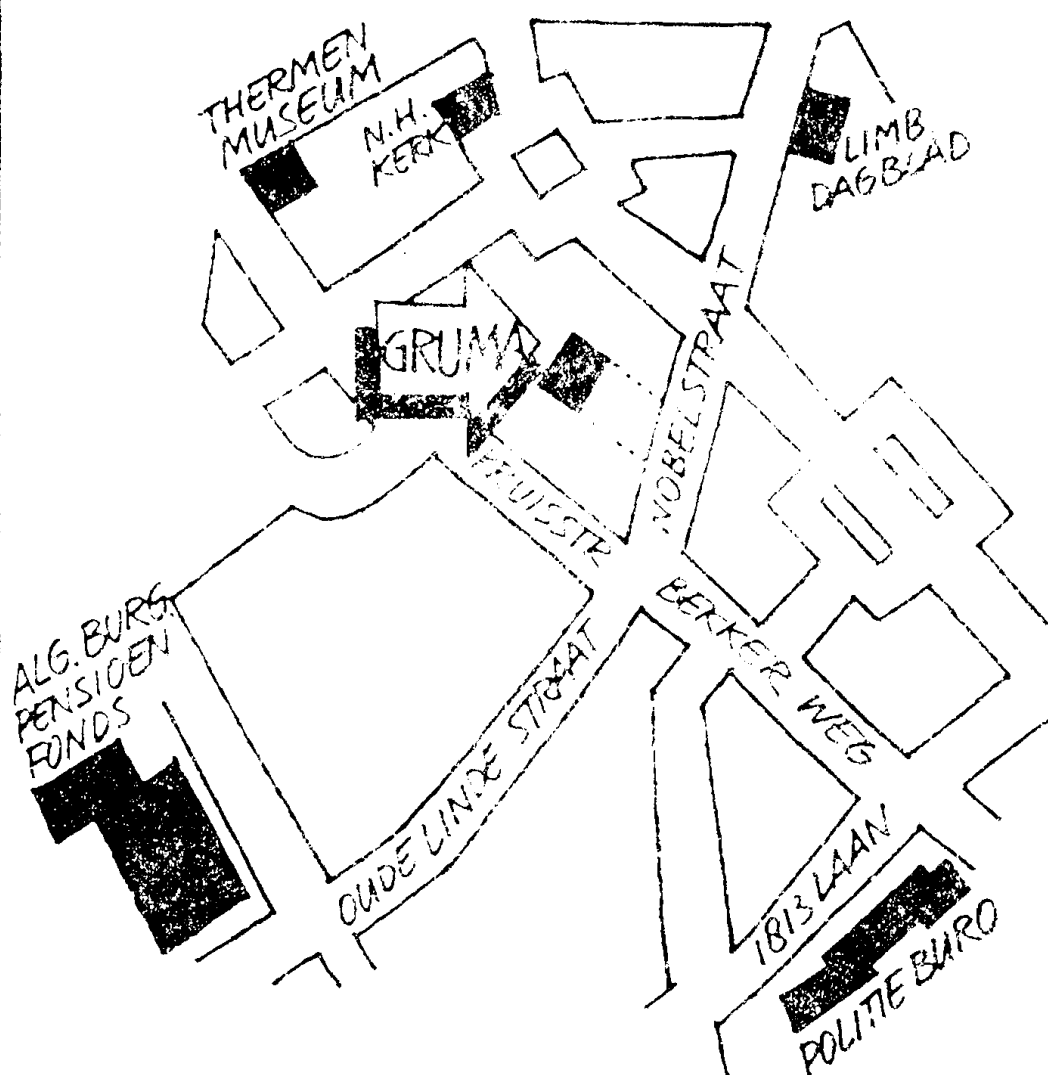 THERMEN
MUSEUM
N.H.
KERK
LIMB
DAGBLAD
GRUMA
NOBELSTRAAT
KRUISSTR
BEKKER WEG
ALG. BURG.
PENSIOEN
FONDS
OUDE LINDE STRAAT
1813 LAAN
POLITIE BURO